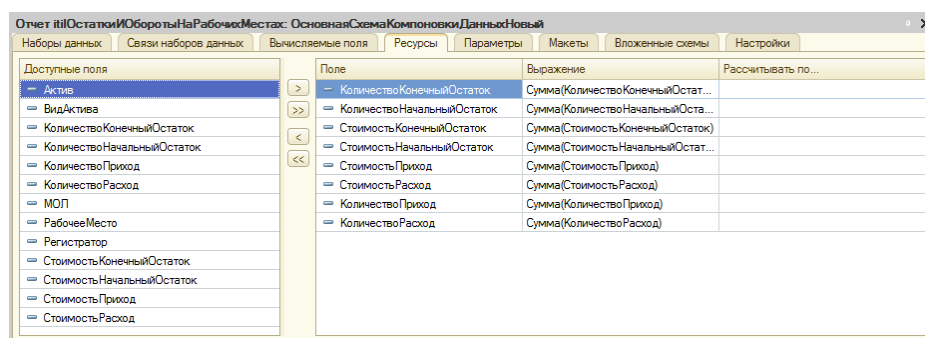 Отчет itilОстаткиИОборотыНаРабочихМестах: ОсновнаяСхемаКомпоновкиДанныхНовый
Наборы данных Связи наборов данных Вычисляемые поля Ресурсы Параметры Макеты Вложенные схемы Настройки
Доступные поля Поле Выражение Рассчитывать по...
Актив > КоличествоКонечныйОстаток Сумма(КоличествоКонечныйОстат...
ВидАктива >> КоличествоНачальныйОстаток Сумма(КоличествоНачальныйОста...
КоличествоКонечныйОстаток < СтоимостьКонечныйОстаток Сумма(СтоимостьКонечныйОстаток)
КоличествоНачальныйОстаток << СтоимостьНачальныйОстаток Сумма(СтоимостьНачальныйОстат...
КоличествоПриход СтоимостьПриход Сумма(СтоимостьПриход)
КоличествоРасход СтоимостьРасход Сумма(СтоимостьРасход)
МОЛ КоличествоПриход Сумма(КоличествоПриход)
РабочееМесто КоличествоРасход Сумма(КоличествоРасход)
Регистратор
СтоимостьКонечныйОстаток
СтоимостьНачальныйОстаток
СтоимостьПриход
СтоимостьРасход